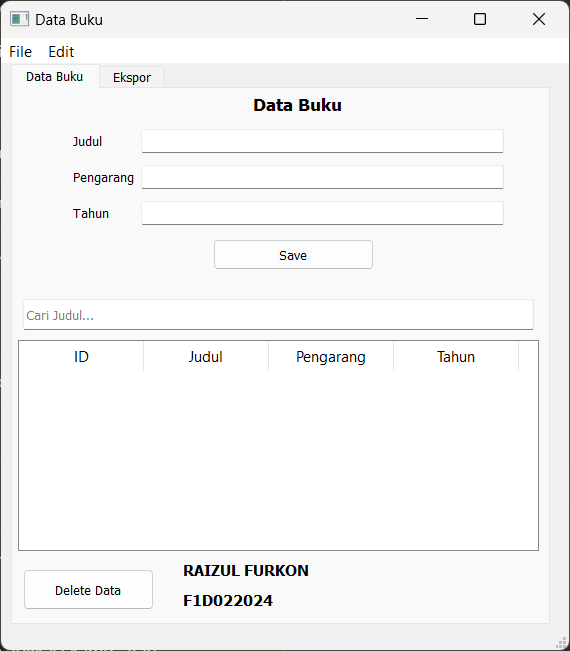 Data Buku
File Edit
Data Buku Ekspor
Data Buku
Judul
Pengarang
Tahun
Save
Cari Judul...
ID Judul Pengarang Tahun
RAIZUL FURKON
Delete Data
F1D022024